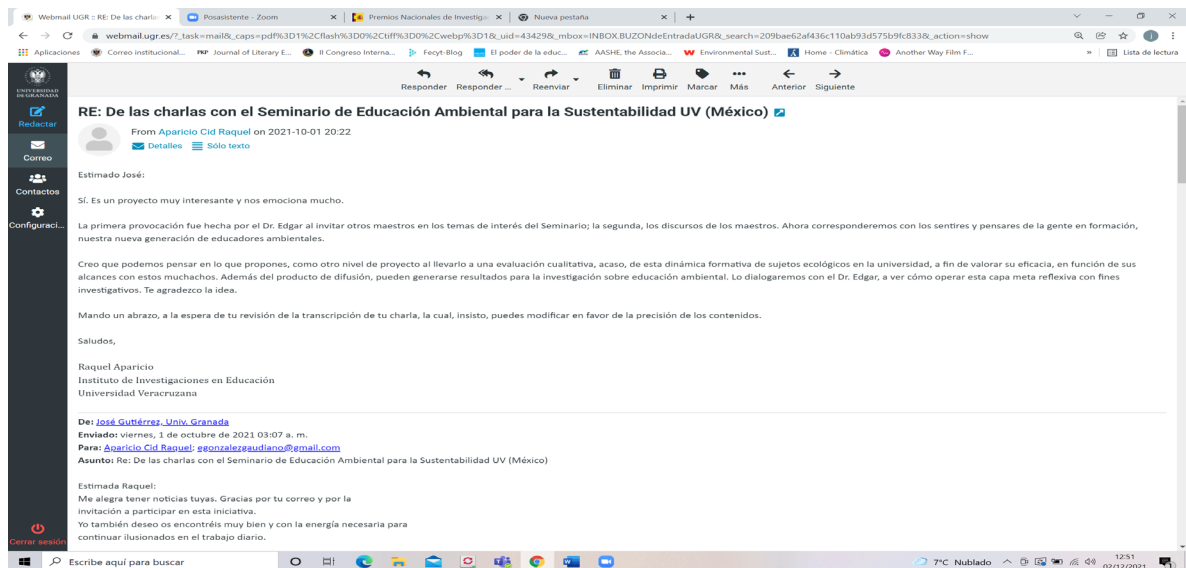 Webmail UGR :: RE: De las charlas
Posasistente - Zoom
Premios Nacionales de Investiga
Nueva pestaña
webmail.ugr.es/?_task=mail&_caps=pdf%3D1%2Cflash%3D0%2Ctiff%3D0%2Cwebp%3D1&_uid=43429&_mbox=INBOX.BUZONdeEntradaUGR&_search=209bae62af436c110ab93d575b9fc833&_action=show
Aplicaciones
Correo institucional...
PKP Journal of Literary E...
II Congreso Interna...
Fecyt-Blog
El poder de la educ...
AASHE, the Associa...
Environmental Sust...
Home - Climática
Another Way Film F...
»
Lista de lectura
UNIVERSIDAD DE GRANADA
Responder
Responder ...
Reenviar
Eliminar
Imprimir
Marcar
Más
Anterior
Siguiente
Redactar
Correo
Contactos
Configuraci...
Cerrar sesión
RE: De las charlas con el Seminario de Educación Ambiental para la Sustentabilidad UV (México)
From Aparicio Cid Raquel on 2021-10-01 20:22
Detalles Sólo texto
Estimado José:
Sí. Es un proyecto muy interesante y nos emociona mucho.
La primera provocación fue hecha por el Dr. Edgar al invitar otros maestros en los temas de interés del Seminario; la segunda, los discursos de los maestros. Ahora corresponderemos con los sentires y pensares de la gente en formación,
nuestra nueva generación de educadores ambientales.
Creo que podemos pensar en lo que propones, como otro nivel de proyecto al llevarlo a una evaluación cualitativa, acaso, de esta dinámica formativa de sujetos ecológicos en la universidad, a fin de valorar su eficacia, en función de sus
alcances con estos muchachos. Además del producto de difusión, pueden generarse resultados para la investigación sobre educación ambiental. Lo dialogaremos con el Dr. Edgar, a ver cómo operar esta capa meta reflexiva con fines
investigativos. Te agradezco la idea.
Mando un abrazo, a la espera de tu revisión de la transcripción de tu charla, la cual, insisto, puedes modificar en favor de la precisión de los contenidos.
Saludos,
Raquel Aparicio
Instituto de Investigaciones en Educación
Universidad Veracruzana
De: José Gutiérrez, Univ. Granada
Enviado: viernes, 1 de octubre de 2021 03:07 a. m.
Para: Aparicio Cid Raquel; egonzalezgaudiano@gmail.com
Asunto: Re: De las charlas con el Seminario de Educación Ambiental para la Sustentabilidad UV (México)
Estimada Raquel:
Me alegra tener noticias tuyas. Gracias por tu correo y por la
invitación a participar en esta iniciativa.
Yo también deseo os encontréis muy bien y con la energía necesaria para
continuar ilusionados en el trabajo diario.
Escribe aquí para buscar
7°C Nublado
12:51
02/12/2021